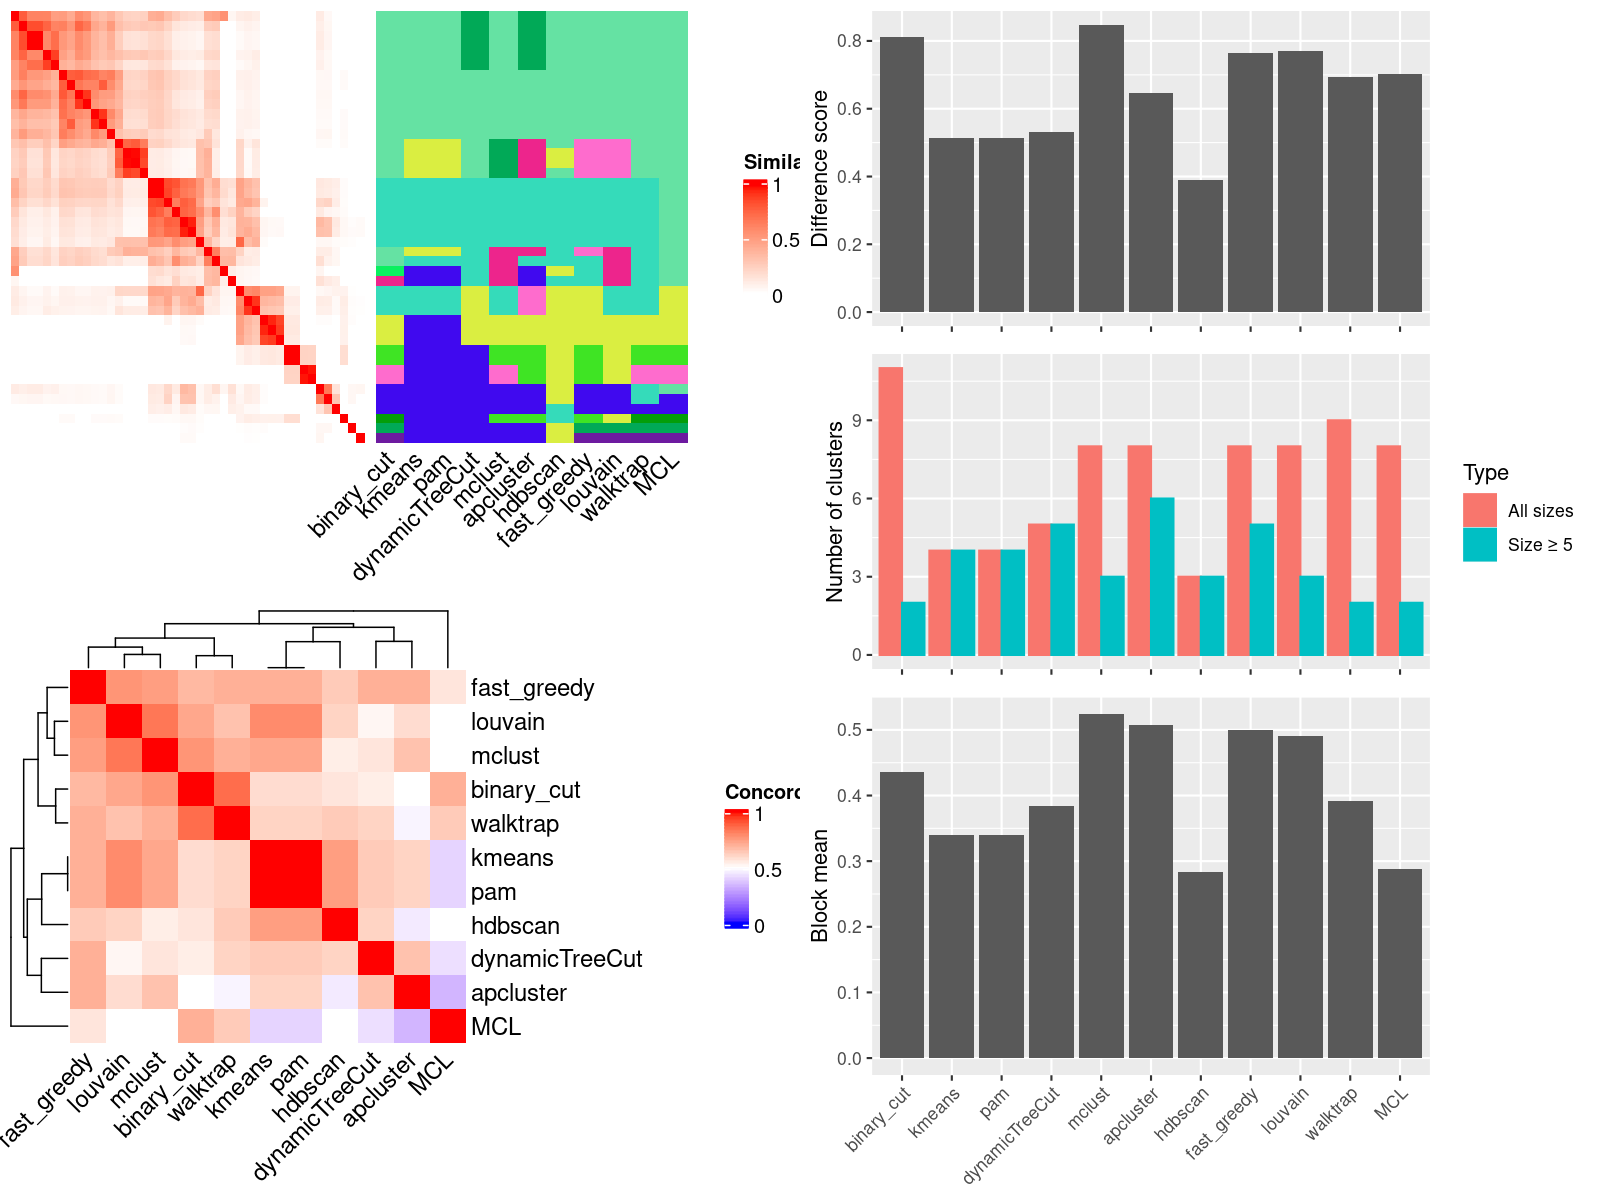 Simila
1
0.5
0
binary_cut
kmeans
pam
dynamicTreeCut
mclust
apcluster
hdbscan
fast_greedy
louvain
walktrap
MCL
fast_greedy
louvain
mclust
binary_cut
walktrap
kmeans
pam
hdbscan
dynamicTreeCut
apcluster
MCL
Concord
1
0.5
0
fast_greedy
louvain
mclust
binary_cut
walktrap
kmeans
pam
hdbscan
dynamicTreeCut
apcluster
MCL
Difference score
0.8
0.6
0.4
0.2
0.0
Number of clusters
9
6
3
0
Type
All sizes
Size ≥ 5
Block mean
0.5
0.4
0.3
0.2
0.1
0.0
binary_cut
kmeans
pam
dynamicTreeCut
mclust
apcluster
hdbscan
fast_greedy
louvain
walktrap
MCL